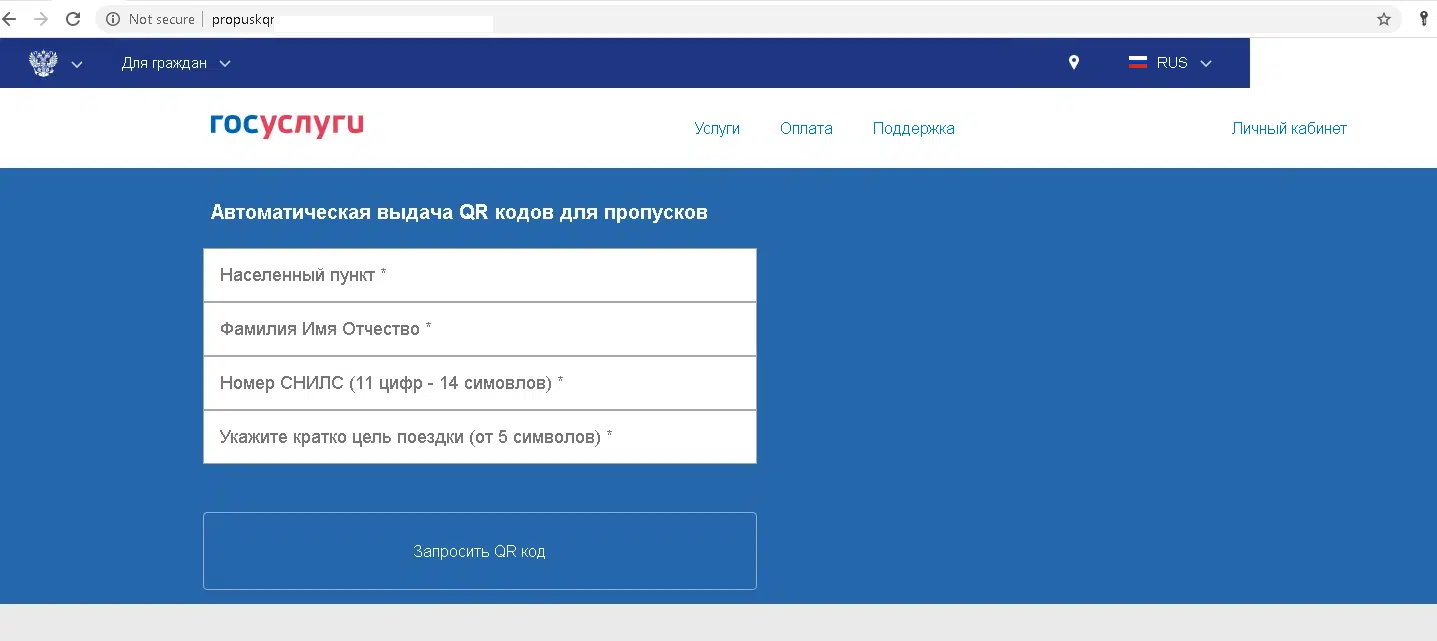 Not secure propuskqr
Для граждан RUS
госуслуги Услуги Оплата Поддержка Личный кабинет
Автоматическая выдача QR кодов для пропусков
Населенный пункт *
Фамилия Имя Отчество *
Номер СНИЛС (11 цифр - 14 симовлов) *
Укажите кратко цель поездки (от 5 символов) *
Запросить QR код